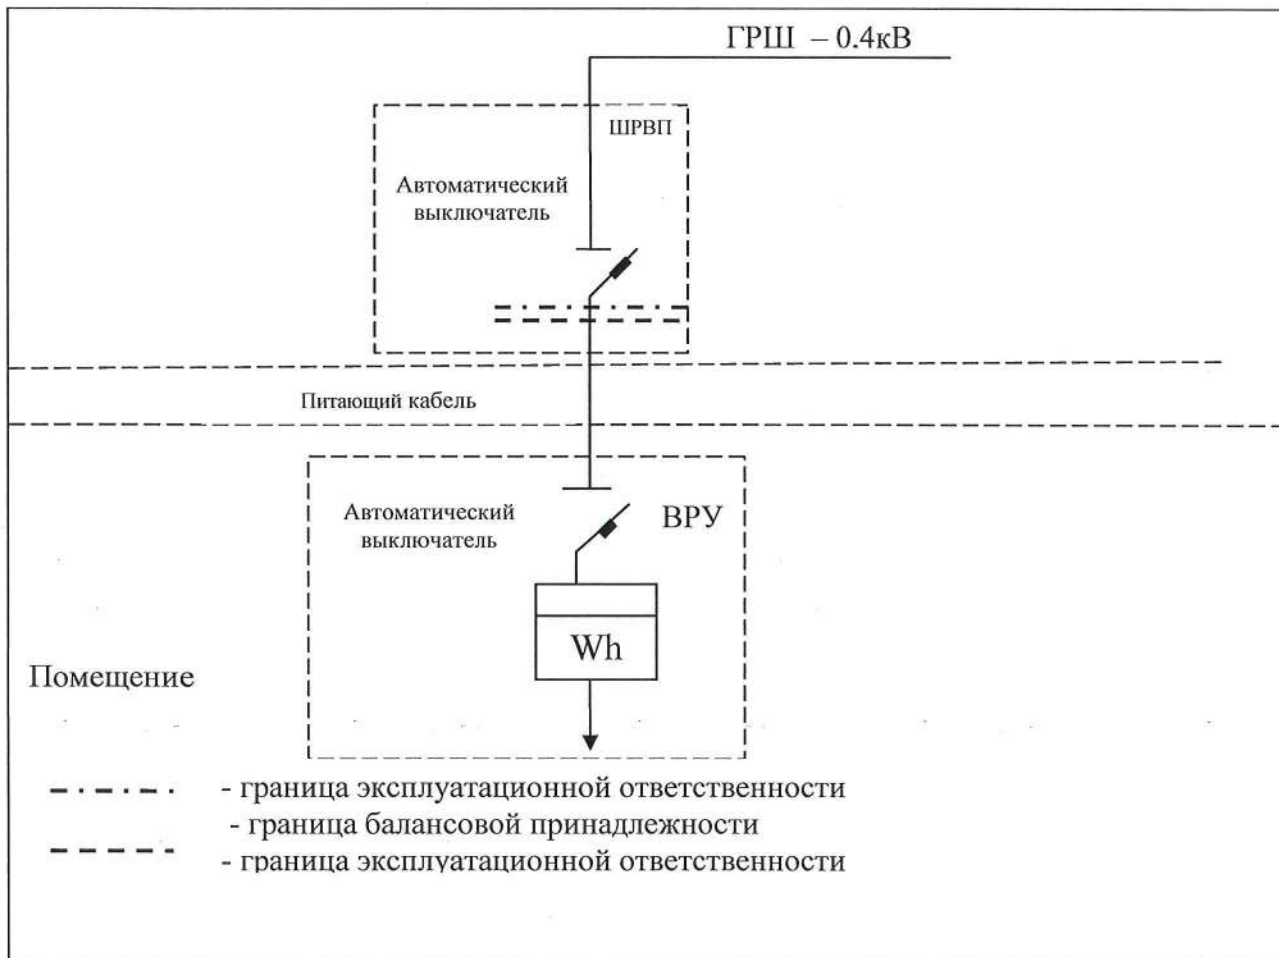 ГРШ – 0.4кВ
ШРВП
Автоматический
выключатель
Питающий кабель
Автоматический
выключатель
ВРУ
Wh
Помещение
- граница эксплуатационной ответственности
- граница балансовой принадлежности
- граница эксплуатационной ответственности